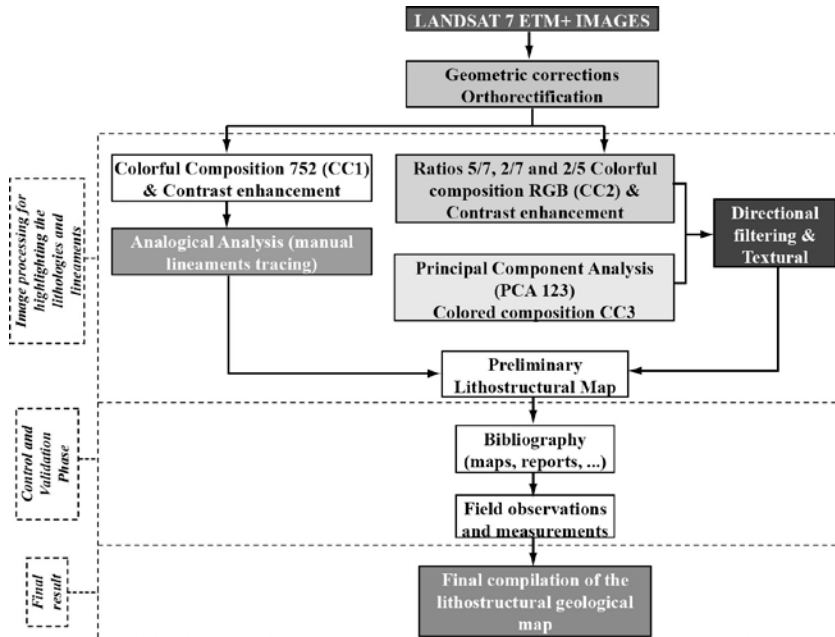 LANDSAT 7 ETM+ IMAGES
Geometric corrections
Orthorectification
Colorful Composition 752 (CC1)
& Contrast enhancement
Ratios 5/7, 2/7 and 2/5 Colorful
composition RGB (CC2) &
Contrast enhancement
Analogical Analysis (manual
lineaments tracing)
Directional
filtering &
Textural
Principal Component Analysis
(PCA 123)
Colored composition CC3
Image processing for
highlighting the
lithologies and
lineaments
Preliminary
Lithostructural Map
Control and
Validation
Phase
Bibliography
(maps, reports, ...)
Field observations
and measurements
Final
result
Final compilation of the
lithostructural geological
map